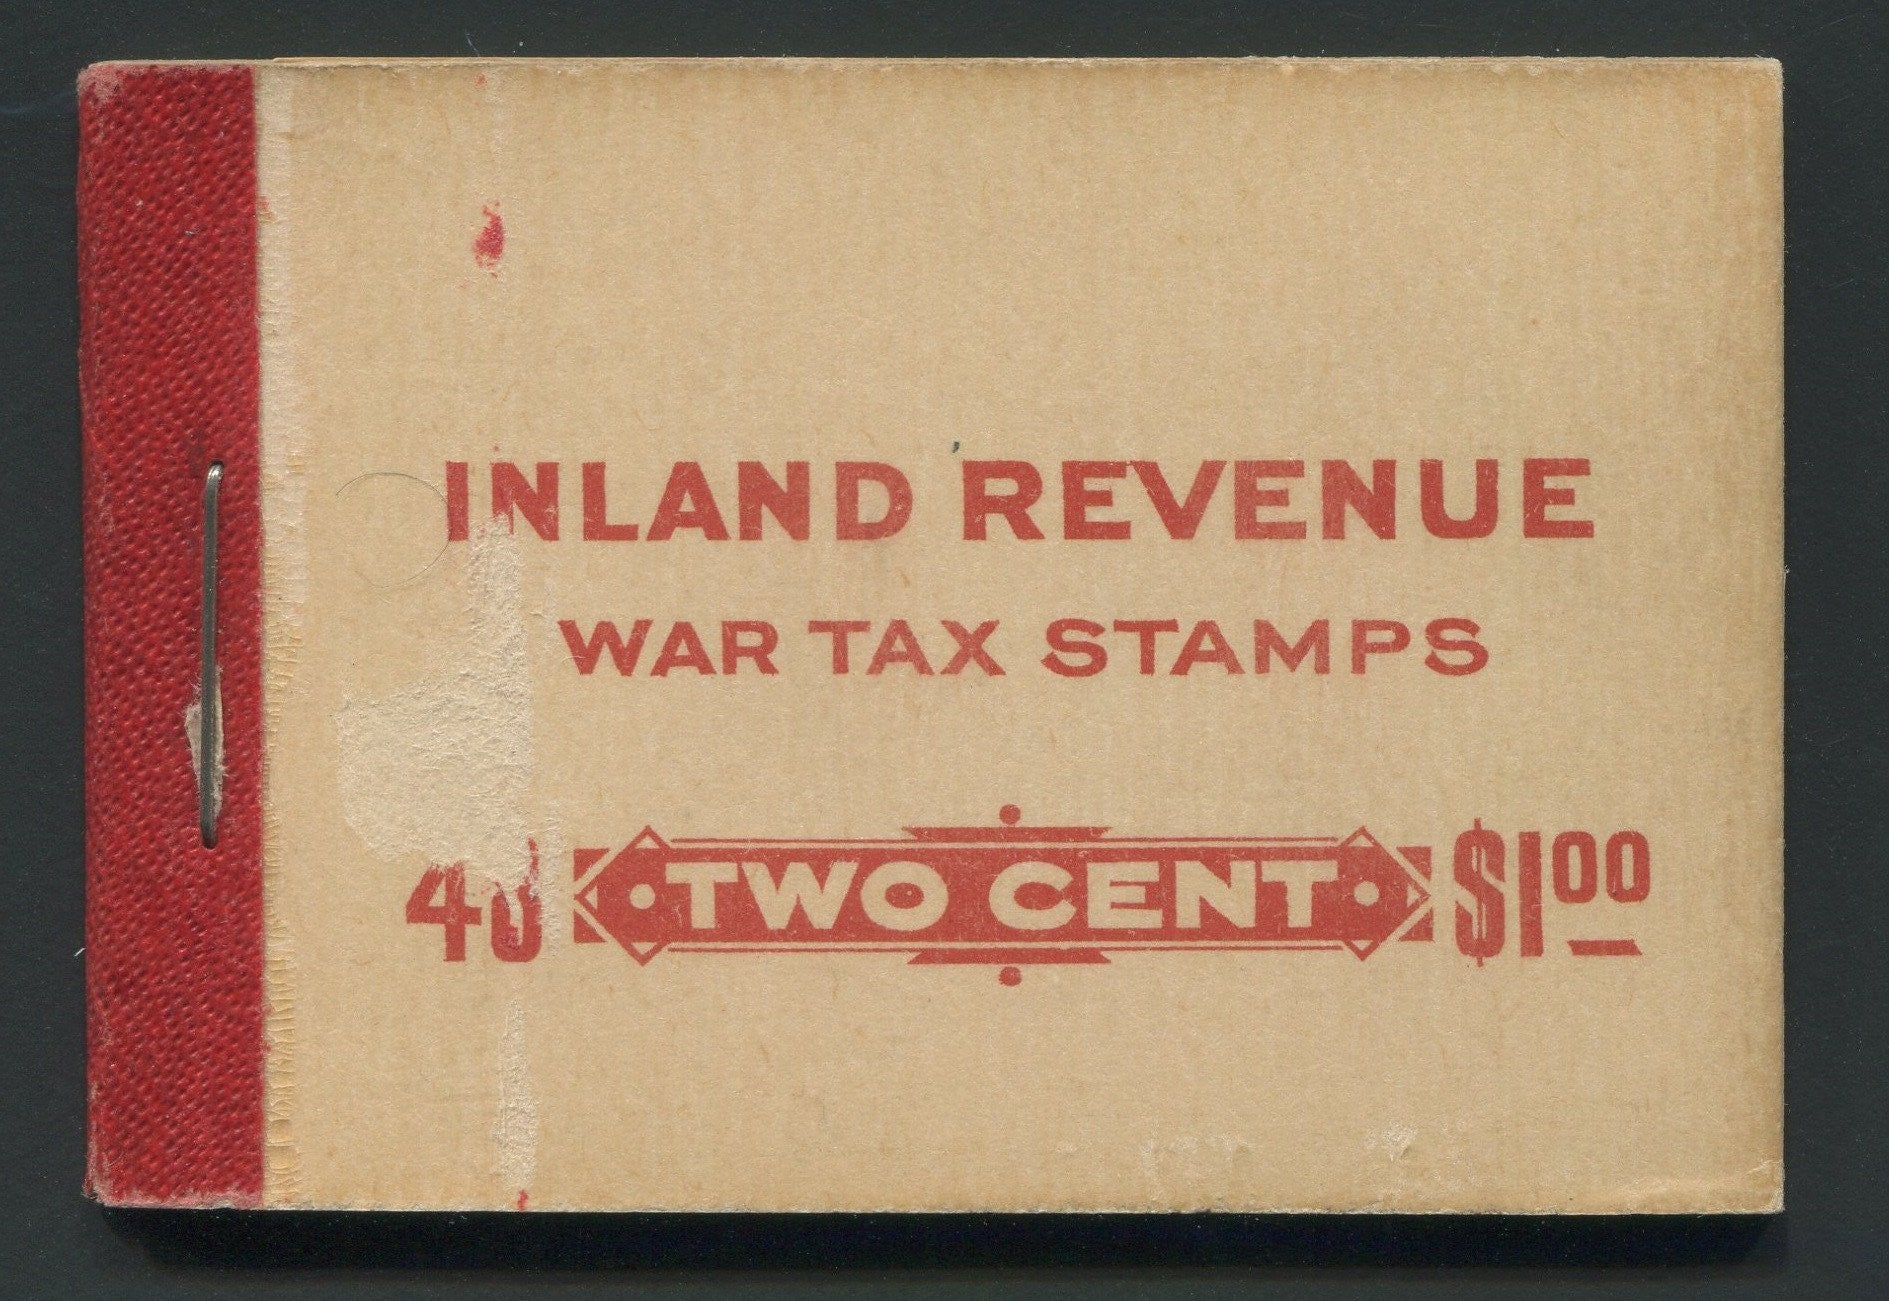 INLAND REVENUE
WAR TAX STAMPS
TWO CENT $1.00